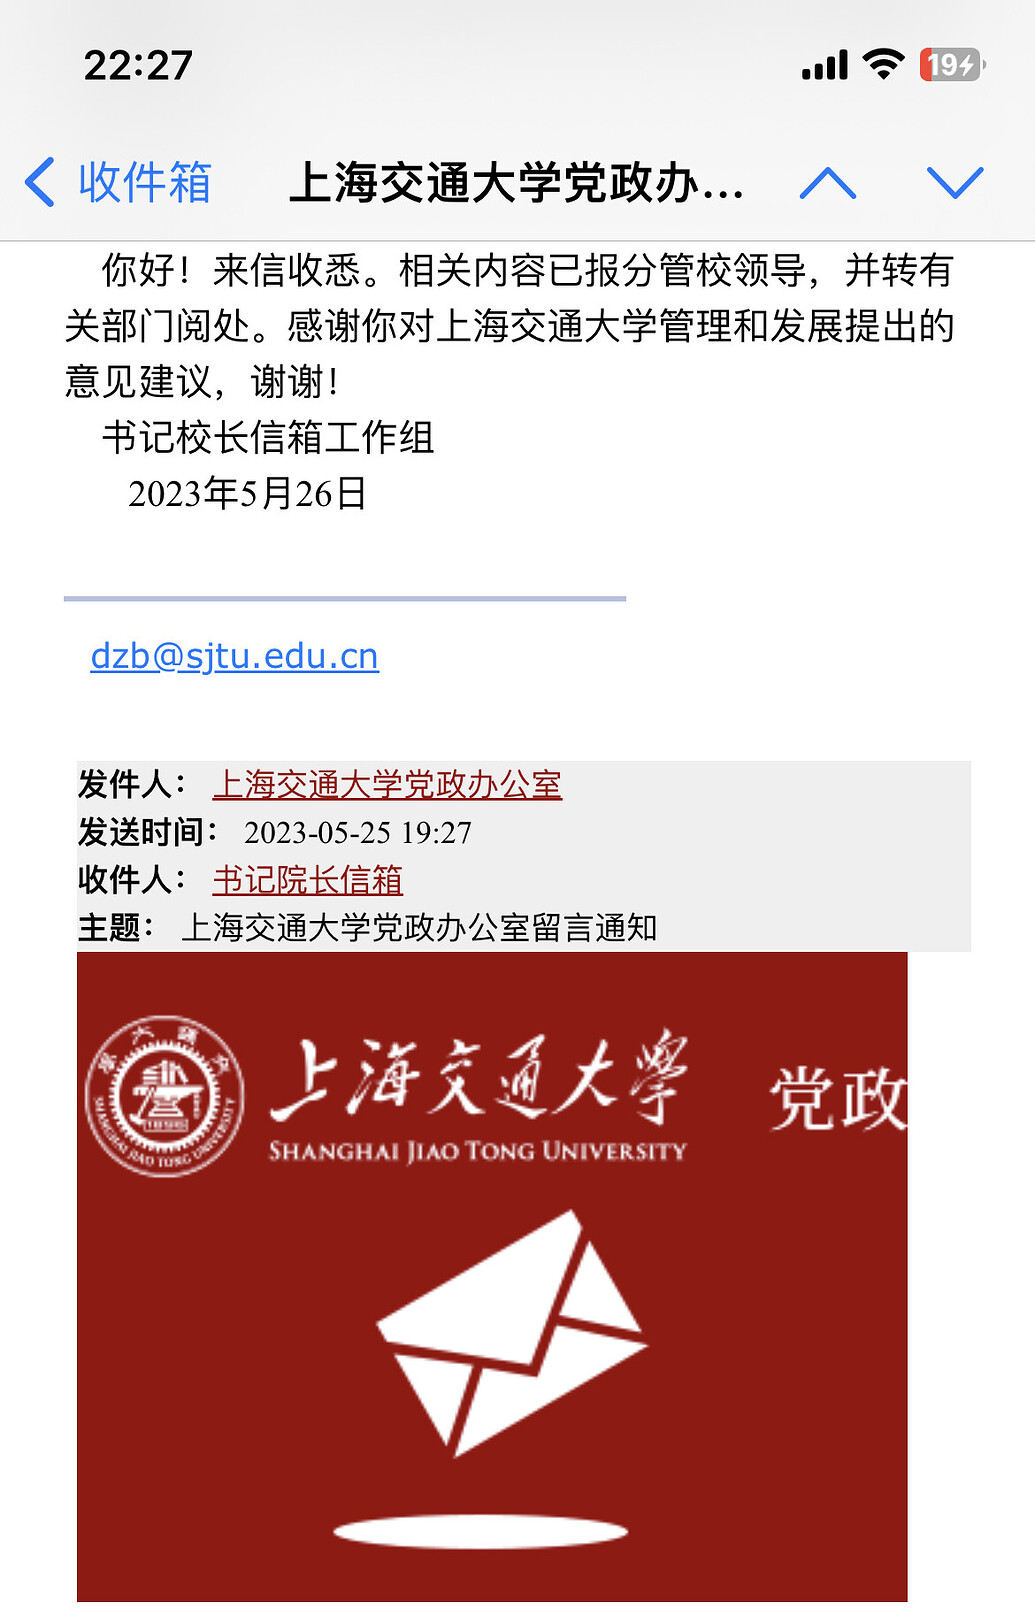 22:27
19
收件箱
上海交通大学党政办...
你好！来信收悉。相关内容已报分管校领导，并转有
关部门阅处。感谢你对上海交通大学管理和发展提出的
意见建议，谢谢！
书记校长信箱工作组
2023年5月26日
dzb@sjtu.edu.cn
发件人： 上海交通大学党政办公室
发送时间： 2023-05-25 19:27
收件人： 书记院长信箱
主题： 上海交通大学党政办公室留言通知
上海交通大學
党政
SHANGHAI JIAO TONG UNIVERSITY
SHANGHAI JIAO TONG UNIVERSITY
1896